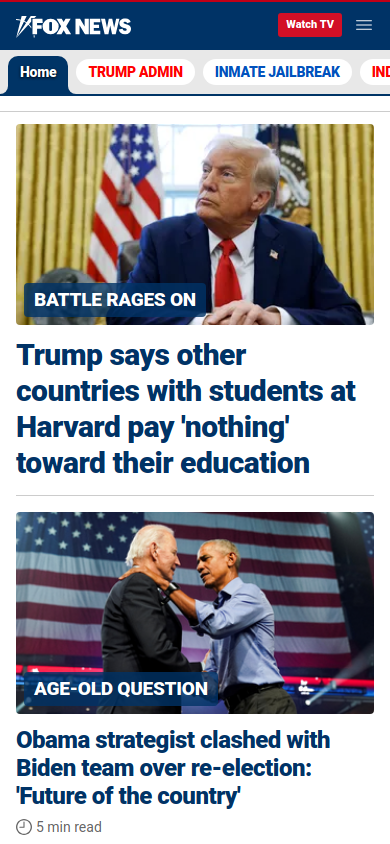 FOX NEWS
Watch TV
Home
TRUMP ADMIN
INMATE JAILBREAK
BATTLE RAGES ON
Trump says other
countries with students at
Harvard pay 'nothing'
toward their education
AGE-OLD QUESTION
Obama strategist clashed with
Biden team over re-election:
'Future of the country'
5 min read